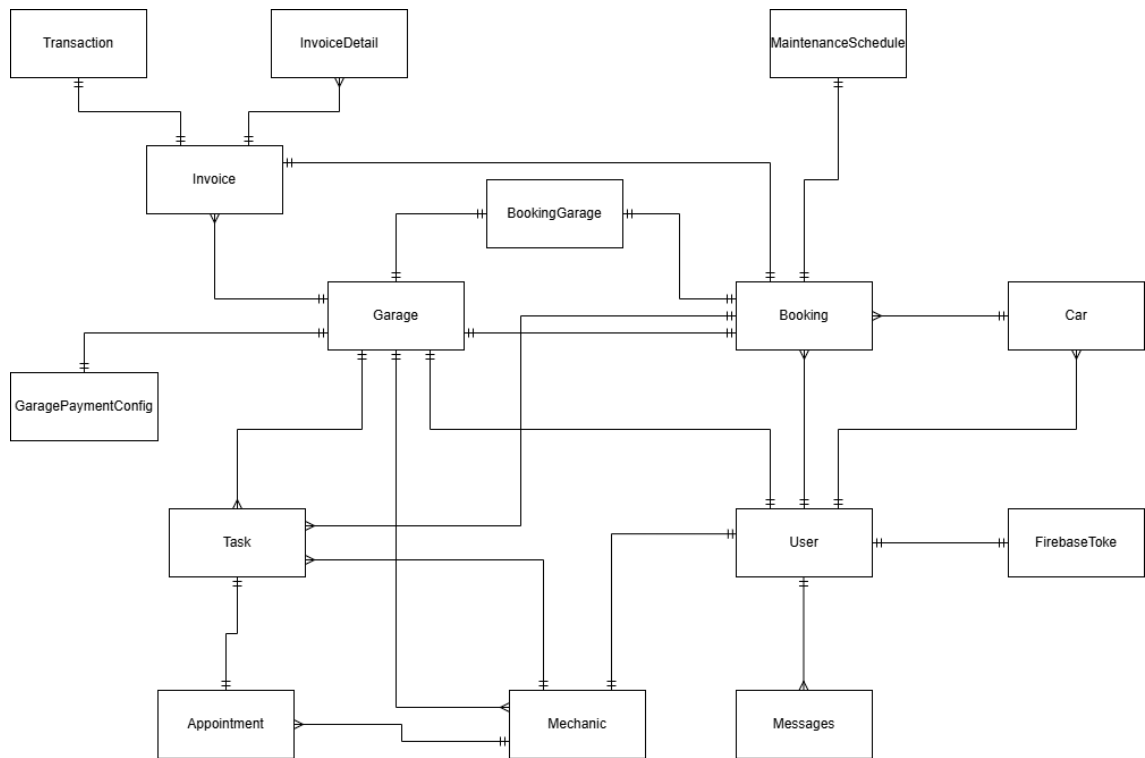 Transaction
InvoiceDetail
MaintenanceSchedule
Invoice
BookingGarage
Garage
Booking
Car
GaragePaymentConfig
Task
User
FirebaseToke
Appointment
Mechanic
Messages